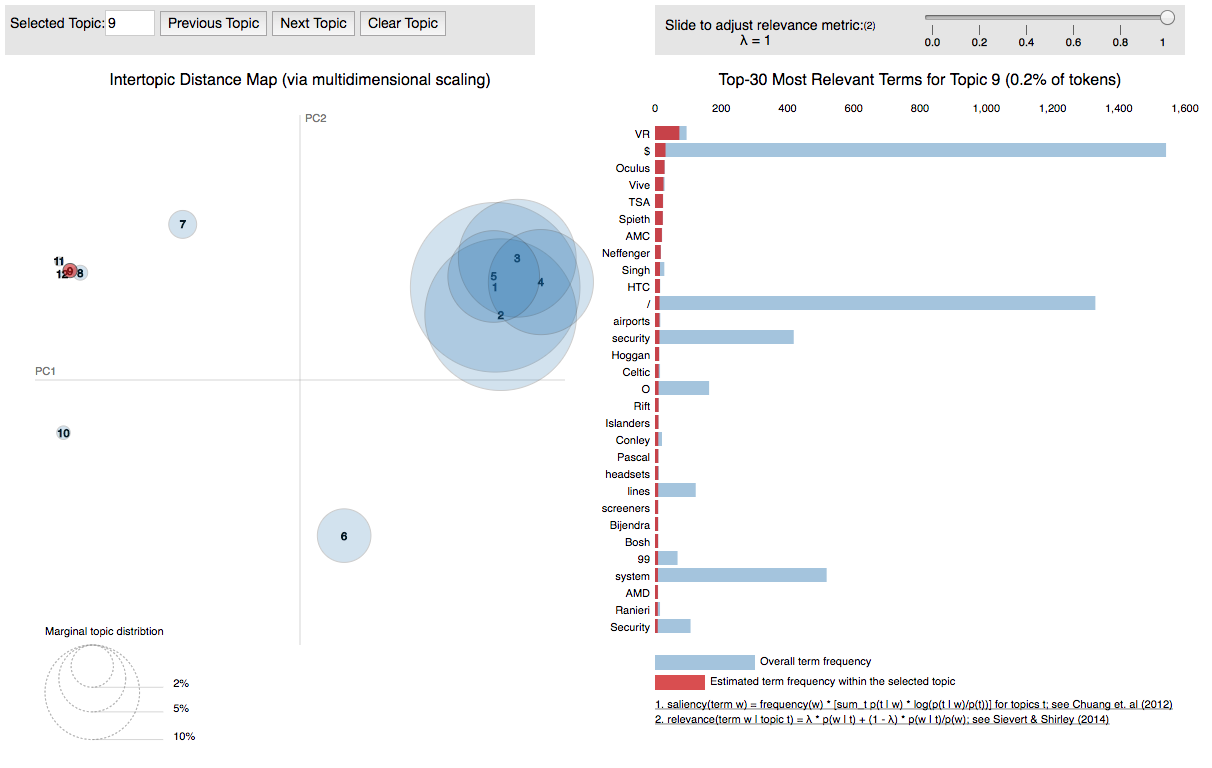 Selected Topic: 9 Previous Topic Next Topic Clear Topic
Slide to adjust relevance metric:(2)
λ = 1
0.0 0.2 0.4 0.6 0.8 1
Intertopic Distance Map (via multidimensional scaling)
PC2
PC1
7
11
12 9 8
3
5
4
1
2
10
6
Marginal topic distribtion
2%
5%
10%
Top-30 Most Relevant Terms for Topic 9 (0.2% of tokens)
0 200 400 600 800 1,000 1,200 1,400 1,600
VR
$
Oculus
Vive
TSA
Spieth
AMC
Neffenger
Singh
HTC
/
airports
security
Hoggan
Celtic
O
Rift
Islanders
Conley
Pascal
headsets
lines
screeners
Bijendra
Bosh
99
system
AMD
Ranieri
Security
Overall term frequency
Estimated term frequency within the selected topic
1. saliency(term w) = frequency(w) * [sum_t p(t | w) * log(p(t | w)/p(t))] for topics t; see Chuang et. al (2012)
2. relevance(term w | topic t) = λ * p(w | t) + (1 - λ) * p(w | t)/p(w); see Sievert & Shirley (2014)